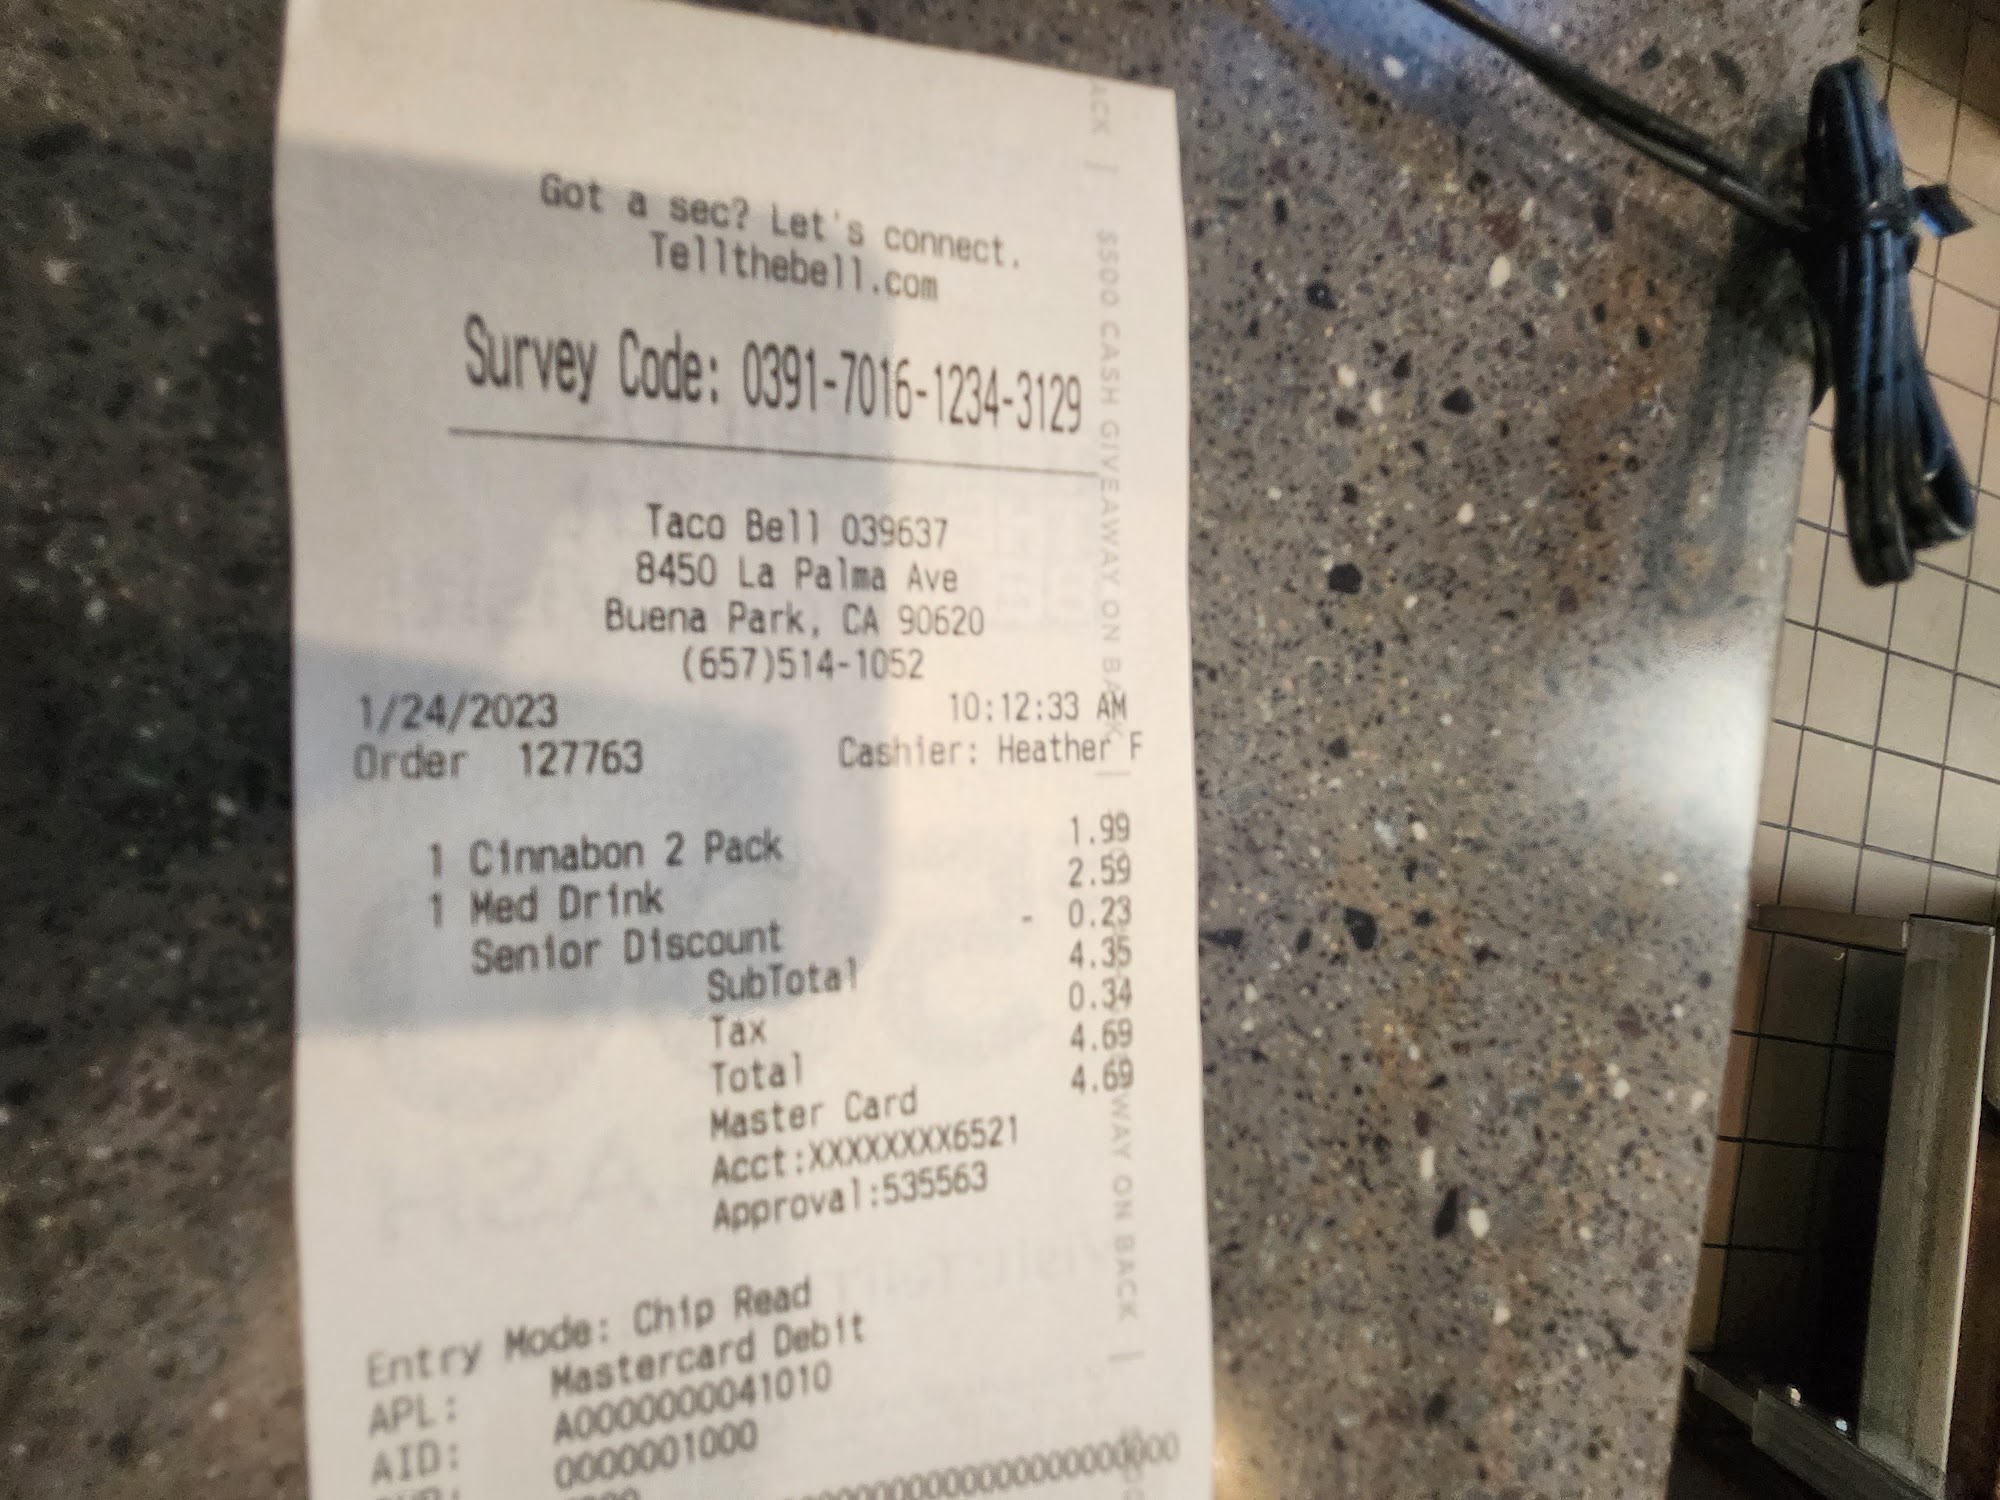 Got a sec? Let's connect.
Tellthebell.com
Survey Code: 0391-7016-1234-3129
Taco Bell 039637
8450 La Palma Ave
Buena Park, CA 90620
(657)514-1052
1/24/2023 10:12:33 AM
Order 127763 Cashier: Heather F
1 Cinnabon 2 Pack 1.99
1 Med Drink 2.59
Senior Discount - 0.23
SubTotal 4.35
Tax 0.34
Total 4.69
Master Card 4.69
Acct:XXXXXXXX6521
Approval:535563
Entry Mode: Chip Read
APL: Mastercard Debit
AID: A0000000041010
0000001000
ACK | $500 CASH GIVEAWAY ON BACK |
WAY ON BACK |